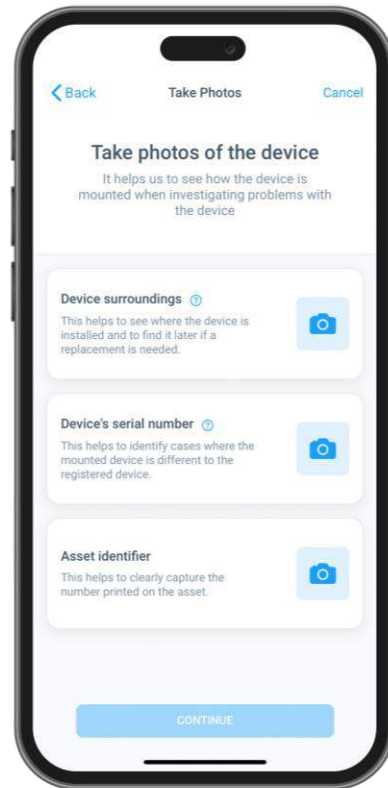 Back Take Photos Cancel
Take photos of the device
It helps us to see how the device is
mounted when investigating problems with
the device
Device surroundings ?
This helps to see where the device is
installed and to find it later if a
replacement is needed.
Device's serial number ?
This helps to identify cases where the
mounted device is different to the
registered device.
Asset identifier
This helps to clearly capture the
number printed on the asset.
CONTINUE